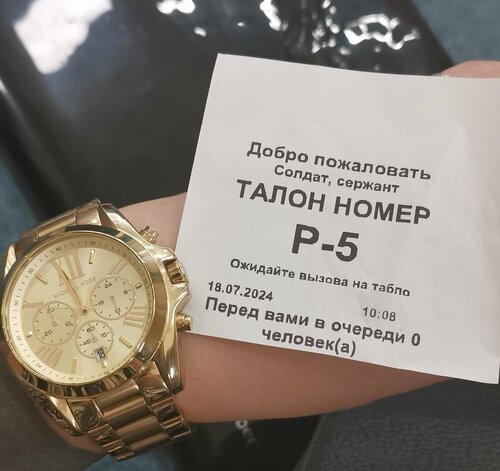 Добро пожаловать
Солдат, сержант
ТАЛОН НОМЕР
Р-5
Ожидайте вызова на табло
18.07.2024 10:08
Перед вами в очереди 0
человек(а)